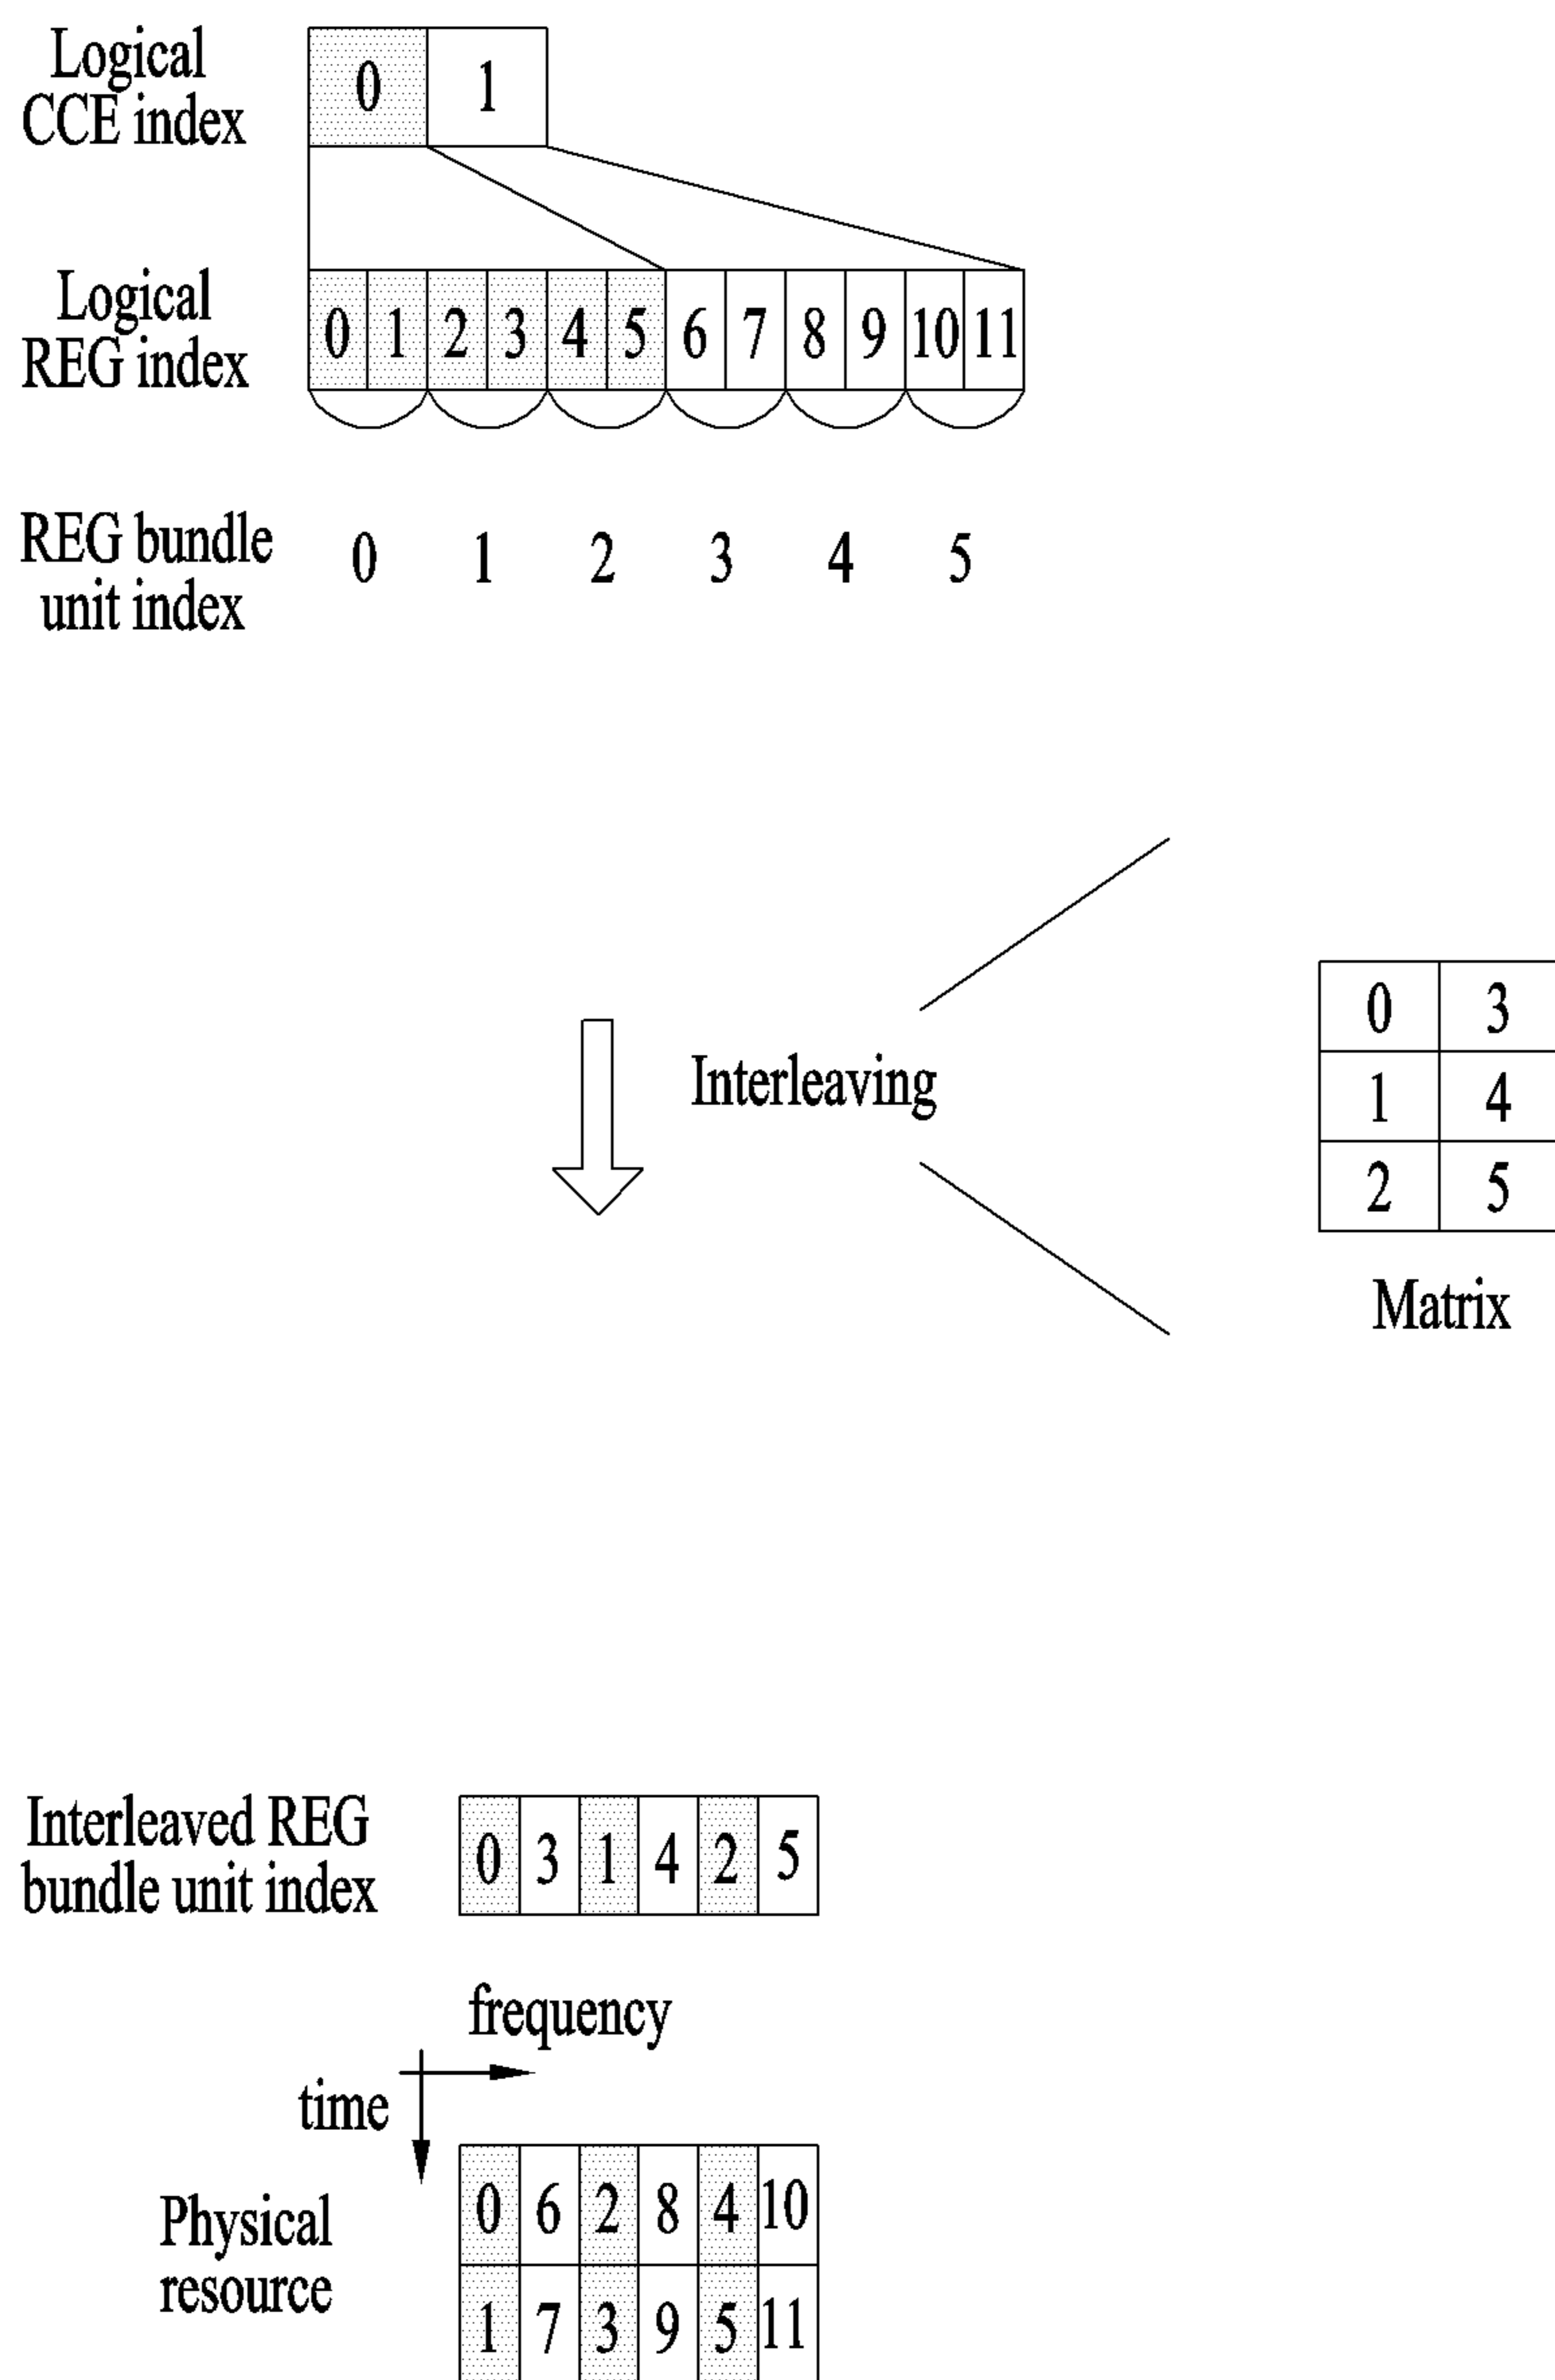 Logical
CCE index
0 1
Logical
REG index
0 1 2 3 4 5 6 7 8 9 10 11
REG bundle
unit index
0 1 2 3 4 5
Interleaving
0 3
1 4
2 5
Matrix
Interleaved REG
bundle unit index
0 3 1 4 2 5
frequency
time
Physical
resource
0 6 2 8 4 10
1 7 3 9 5 11